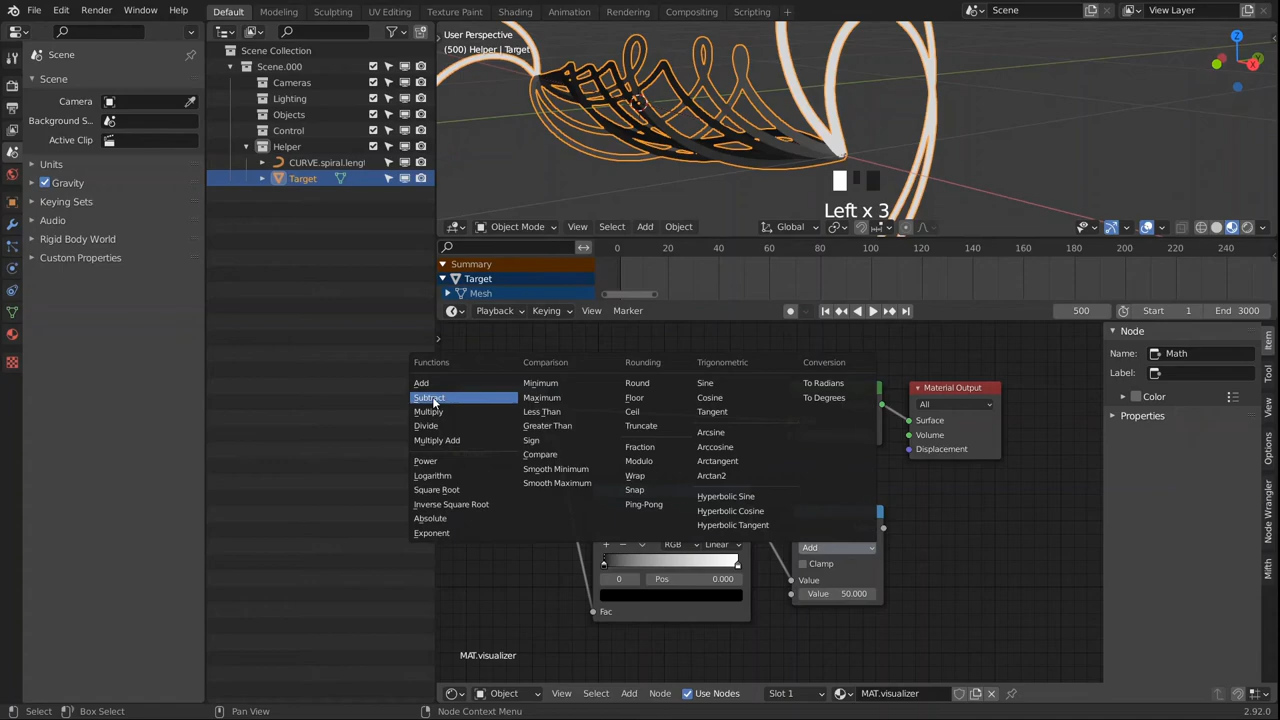 File Edit Render Window Help Default Modeling Sculpting UV Editing Texture Paint Shading Animation Rendering Compositing Scripting Scene View Layer
Scene
Scene
Camera
Background S...
Active Clip
Units
Gravity
Keying Sets
Audio
Rigid Body World
Custom Properties
Scene Collection
Scene.000
Cameras
Lighting
Objects
Control
Helper
CURVE.spiral.lengt
Target
User Perspective
(500) Helper | Target
Z
X
Left x 3
Object Mode View Select Add Object Global
0 20 40 60 80 100 120 140 160 180 200 220 240
Summary
Target
Mesh
Playback Keying View Marker 500 Start 1 End 3000
Functions Comparison Rounding Trigonometric Conversion
Add Minimum Round Sine To Radians
Subtract Maximum Floor Cosine To Degrees
Multiply Less Than Ceil Tangent
Divide Greater Than Truncate Arcsine
Multiply Add Sign Fraction Arccosine
Power Compare Modulo Arctangent
Logarithm Smooth Minimum Wrap Arctan2
Square Root Smooth Maximum Snap Hyperbolic Sine
Inverse Square Root Ping-Pong Hyperbolic Cosine
Absolute Hyperbolic Tangent
Exponent
Material Output
All
Surface
Volume
Displacement
RGB Linear
0 Pos 0.000
Fac
Add
Clamp
Value
Value 50.000
MAT.visualizer
Node
Name: Math
Label:
Color
Properties
Item
Tool
View
Options
Node Wrangler
Mith
Object View Select Add Node Use Nodes Slot 1 MAT.visualizer
Select Box Select Pan View Node Context Menu 2.92.0